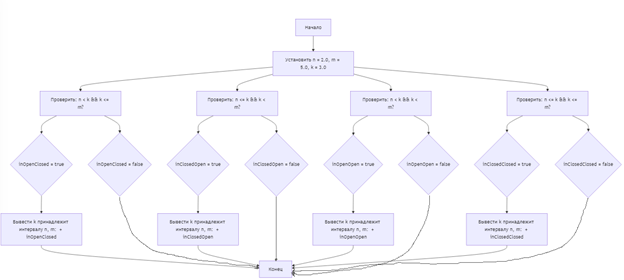 Начало
Установить n = 2.0, m =
5.0, k = 3.0
Проверить: n < k && k <=
m?
Проверить: n <= k && k <
m?
Проверить: n < k && k <
m?
Проверить: n <= k && k <=
m?
InOpenClosed = true
InOpenClosed = false
InClosedOpen = true
InClosedOpen = false
InOpenOpen = true
InOpenOpen = false
InClosedClosed = true
InClosedClosed = false
Вывести k принадлежит
интервалу n, m: +
InOpenClosed
Вывести k принадлежит
интервалу n, m: +
InClosedOpen
Вывести k принадлежит
интервалу n, m: +
InOpenOpen
Вывести k принадлежит
интервалу n, m: +
InClosedClosed
Конец